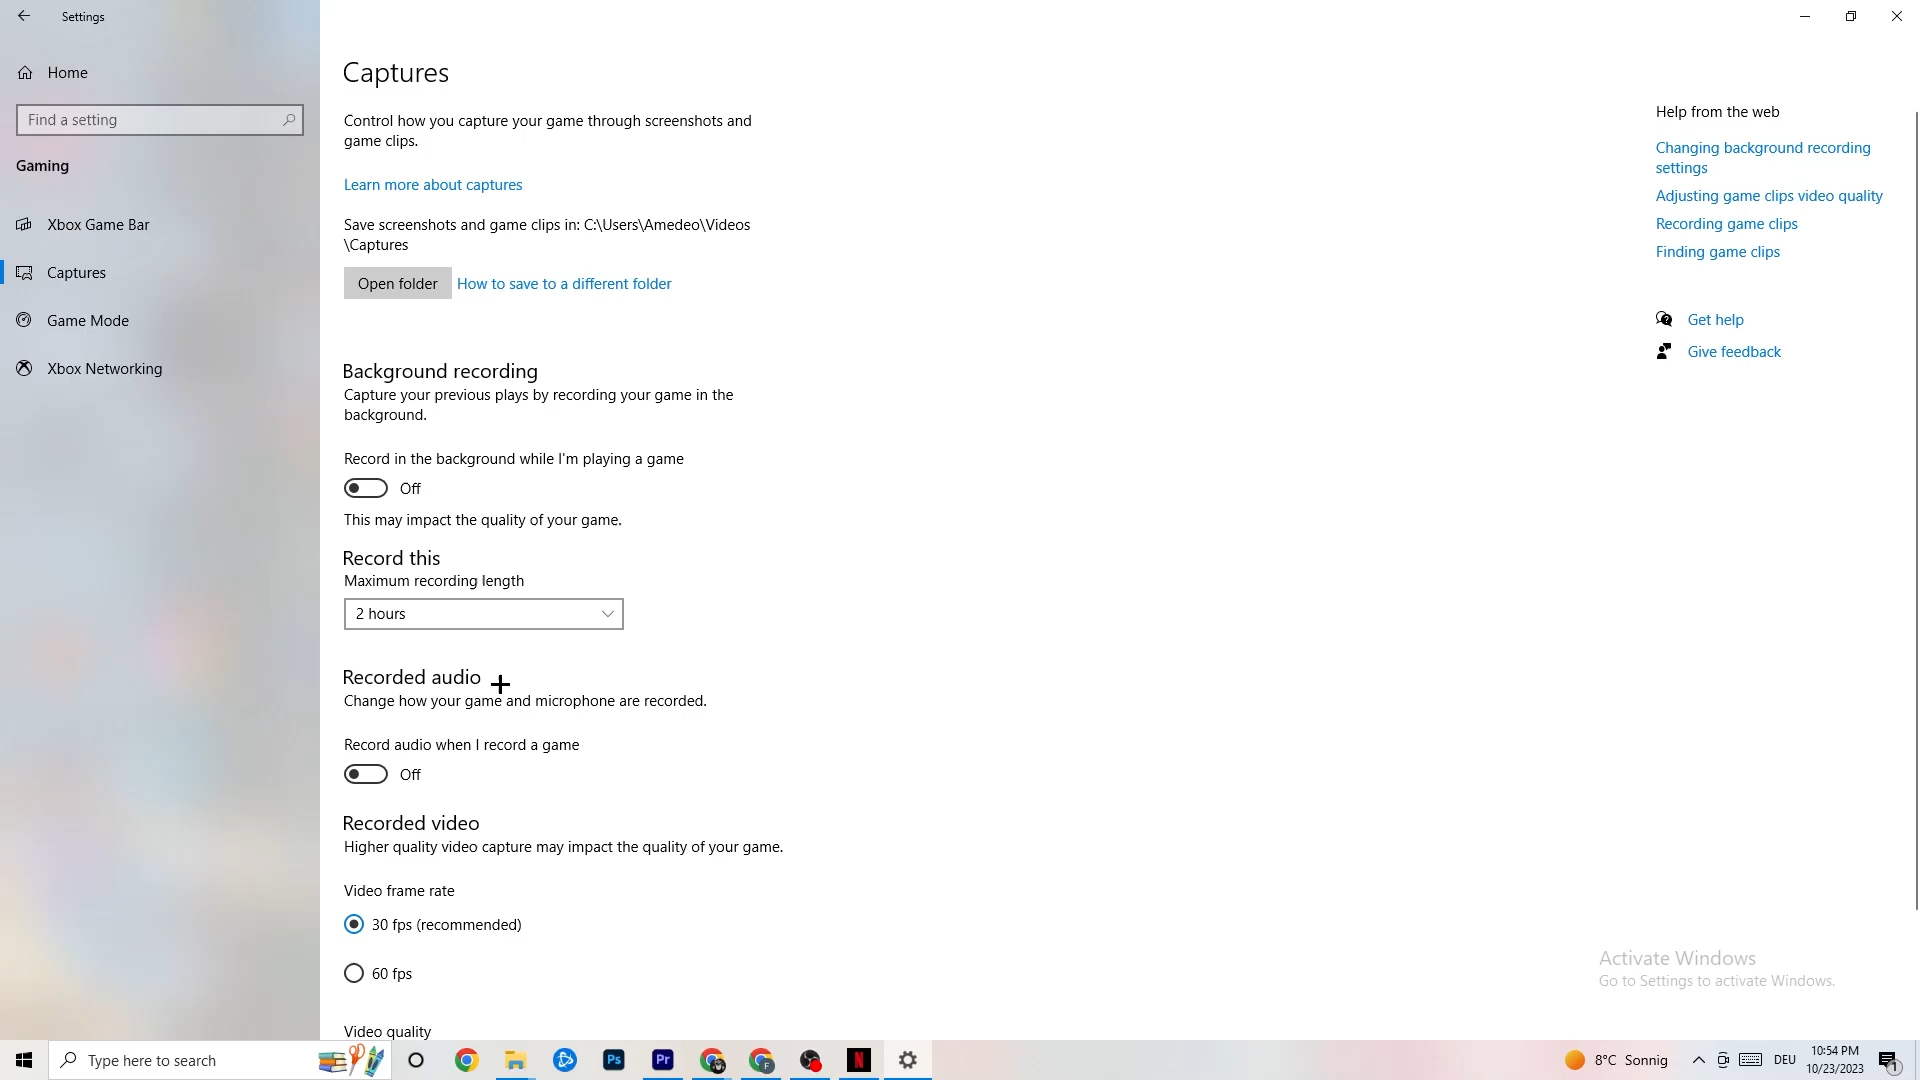 Settings
Home
Find a setting
Gaming
Xbox Game Bar
Captures
Game Mode
Xbox Networking
Captures
Control how you capture your game through screenshots and
game clips.
Learn more about captures
Save screenshots and game clips in: C:\Users\Amedeo\Videos
\Captures
Open folder
How to save to a different folder
Background recording
Capture your previous plays by recording your game in the
background.
Record in the background while I'm playing a game
Off
This may impact the quality of your game.
Record this
Maximum recording length
2 hours
Recorded audio
Change how your game and microphone are recorded.
Record audio when I record a game
Off
Recorded video
Higher quality video capture may impact the quality of your game.
Video frame rate
30 fps (recommended)
60 fps
Video quality
Help from the web
Changing background recording
settings
Adjusting game clips video quality
Recording game clips
Finding game clips
Get help
Give feedback
Activate Windows
Go to Settings to activate Windows.
Type here to search
Ps
Pr
F
N
8°C Sonnig
DEU
10:54 PM
10/23/2023
1